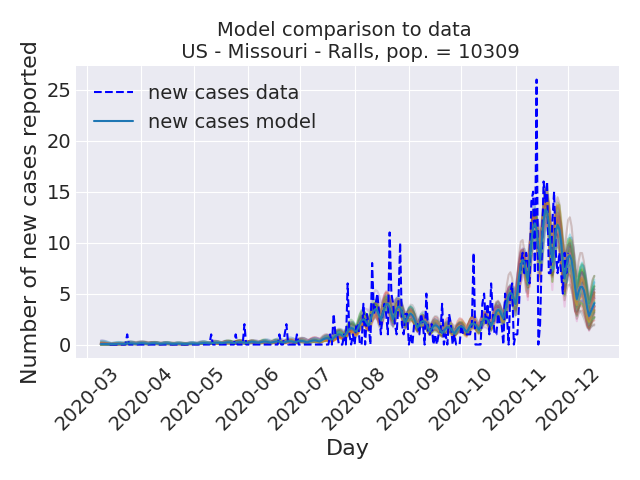 Model comparison to data
US - Missouri - Ralls, pop. = 10309
Number of new cases reported
25
20
15
10
5
0
new cases data
new cases model
2020-03
2020-04
2020-05
2020-06
2020-07
2020-08
2020-09
2020-10
2020-11
2020-12
Day